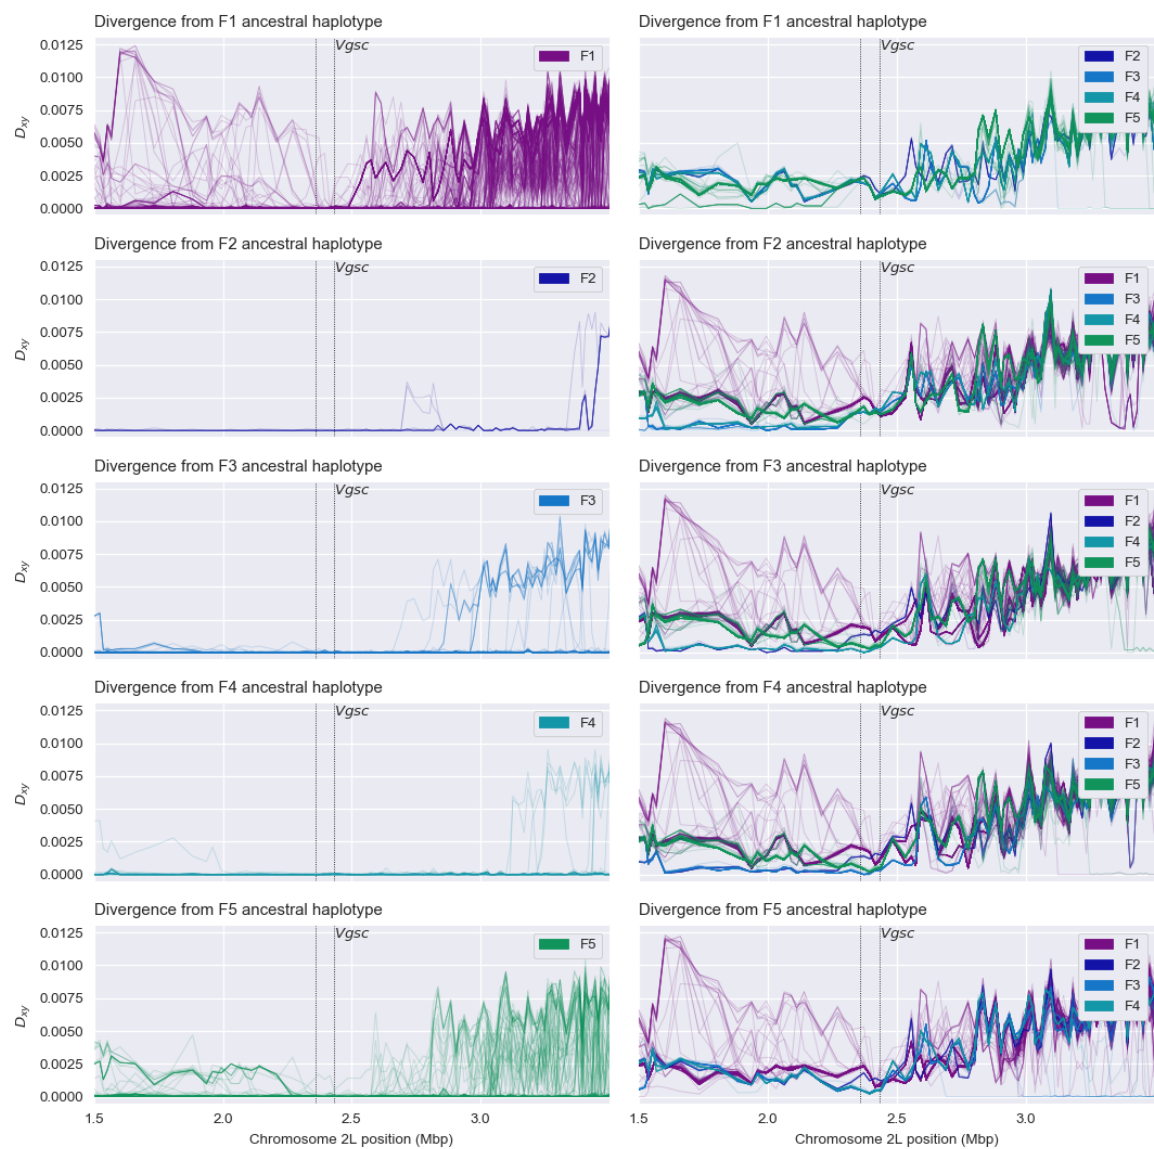 Divergence from F1 ancestral haplotype
Divergence from F1 ancestral haplotype
0.0125
0.0100
0.0075
0.0050
0.0025
0.0000
Dxy
Vgsc
F1
Vgsc
F2
F3
F4
F5
Divergence from F2 ancestral haplotype
Divergence from F2 ancestral haplotype
0.0125
0.0100
0.0075
0.0050
0.0025
0.0000
Dxy
Vgsc
F2
Vgsc
F1
F3
F4
F5
Divergence from F3 ancestral haplotype
Divergence from F3 ancestral haplotype
0.0125
0.0100
0.0075
0.0050
0.0025
0.0000
Dxy
Vgsc
F3
Vgsc
F1
F2
F4
F5
Divergence from F4 ancestral haplotype
Divergence from F4 ancestral haplotype
0.0125
0.0100
0.0075
0.0050
0.0025
0.0000
Dxy
Vgsc
F4
Vgsc
F1
F2
F3
F5
Divergence from F5 ancestral haplotype
Divergence from F5 ancestral haplotype
0.0125
0.0100
0.0075
0.0050
0.0025
0.0000
Dxy
Vgsc
F5
Vgsc
F1
F2
F3
F4
1.5 2.0 2.5 3.0
1.5 2.0 2.5 3.0
Chromosome 2L position (Mbp)
Chromosome 2L position (Mbp)